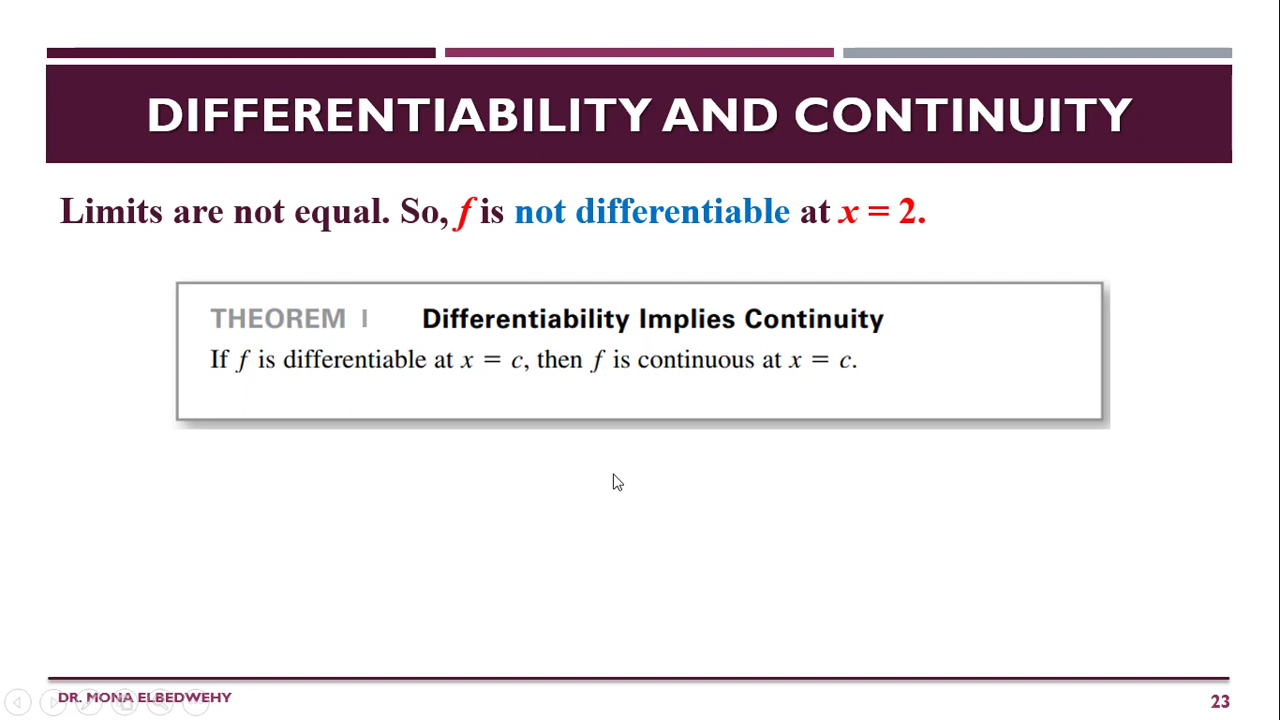 DIFFERENTIABILITY AND CONTINUITY
Limits are not equal. So, f is not differentiable at x = 2.
THEOREM 1 Differentiability Implies Continuity
If f is differentiable at x = c, then f is continuous at x = c.
DR. MONA ELBEDWEHY
23